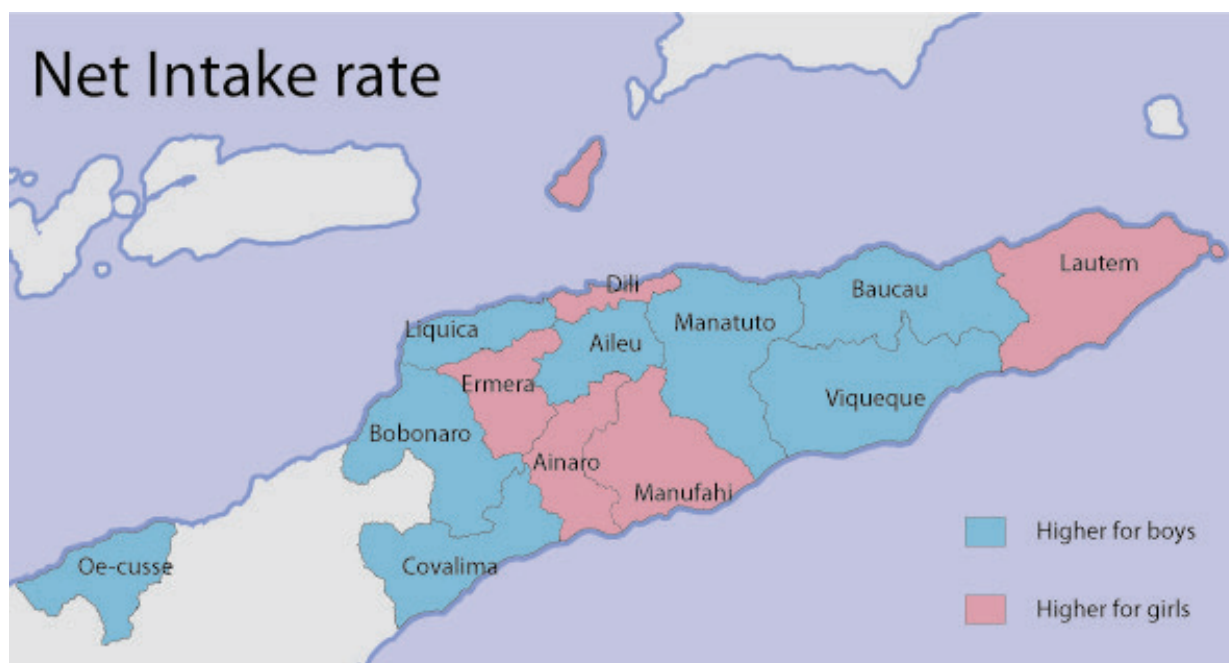 Net Intake rate
Lautem
Dili
Baucau
Manatuto
Liquica
Aileu
Ermera
Viqueque
Bobonaro
Ainaro
Manufahi
Higher for boys
Oe-cusse
Covalima
Higher for girls